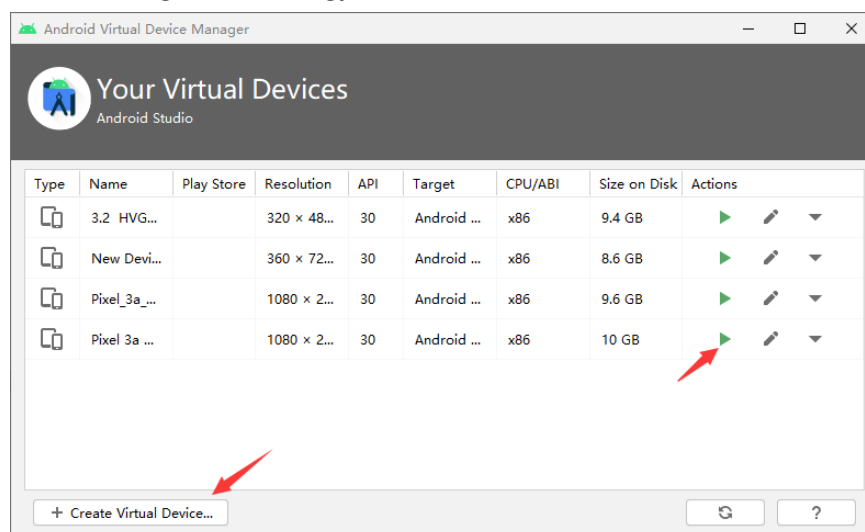 Android Virtual Device Manager
Your Virtual Devices
Android Studio
Type Name Play Store Resolution API Target CPU/ABI Size on Disk Actions
3.2 HVG... 320 × 48... 30 Android ... x86 9.4 GB
New Devi... 360 × 72... 30 Android ... x86 8.6 GB
Pixel_3a_... 1080 × 2... 30 Android ... x86 9.6 GB
Pixel 3a ... 1080 × 2... 30 Android ... x86 10 GB
+ Create Virtual Device...
?